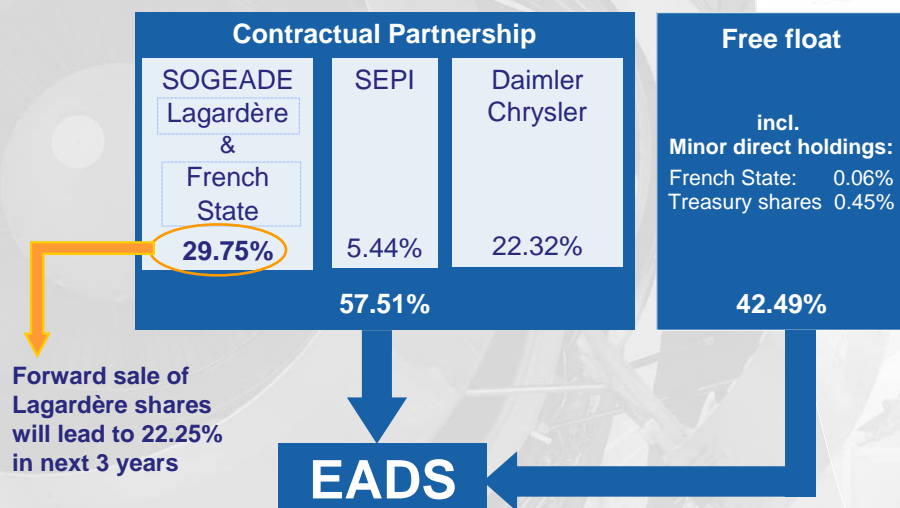 Contractual Partnership
SOGEADE
Lagardère
&
French
State
29.75%
SEPI
5.44%
Daimler
Chrysler
22.32%
57.51%
Free float
incl.
Minor direct holdings:
French State: 0.06%
Treasury shares 0.45%
42.49%
Forward sale of
Lagardère shares
will lead to 22.25%
in next 3 years
EADS